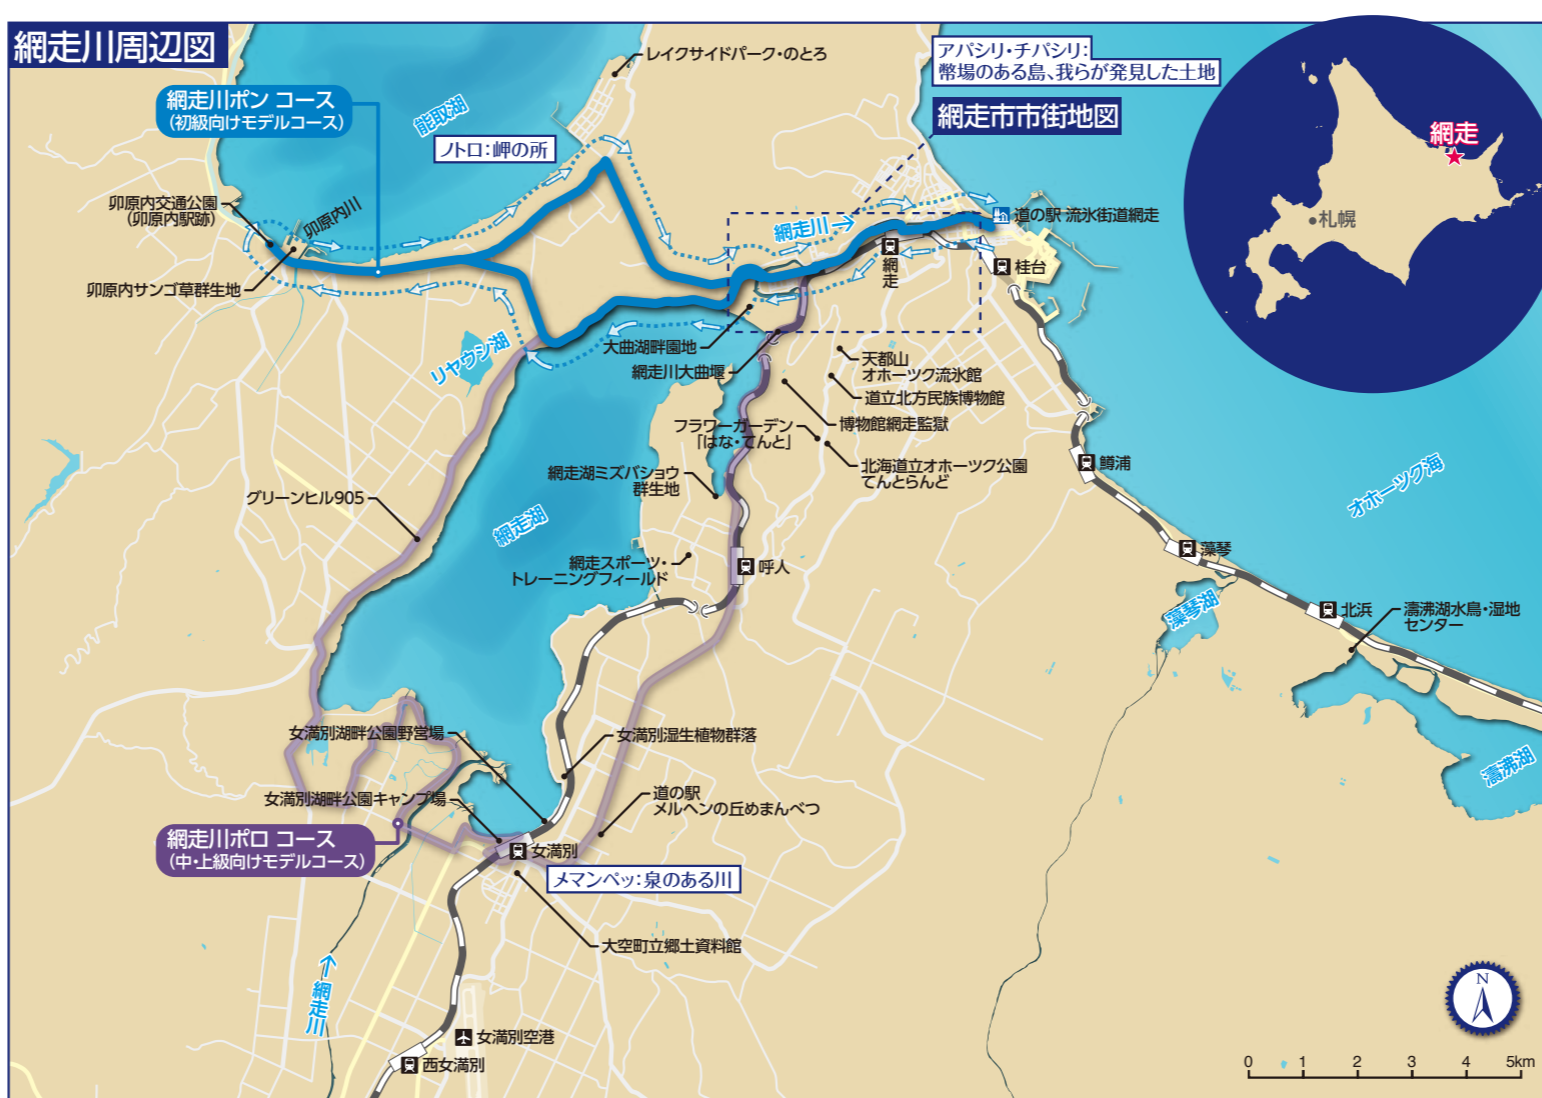 網走川周辺図
レイクサイドパーク・のとろ
アバシリ・チパシリ:
幣場のある島、我らが発見した土地
網走川ポン コース
(初級向けモデルコース)
能取湖
網走市市街地図
網走
ノトロ:岬の所
卯原内交通公園
(卯原内駅跡)
卯原内川
札幌
網走川→
道の駅 流氷街道網走
網走
桂台
卯原内サンゴ草群生地
大曲湖畔園地
天都山
オホーツク流氷館
リヤウシ湖
網走川大曲堰
道立北方民族博物館
フラワーガーデン
「はな・てんと」
博物館網走監獄
網走湖ミズバショウ
群生地
北海道立オホーツク公園
てんとらんど
鱒浦
オホーツク海
グリーンヒル905
網走湖
網走スポーツ・
トレーニングフィールド
呼人
藻琴
藻琴湖
北浜
濤沸湖水鳥・湿地
センター
女満別湖畔公園野営場
女満別湿生植物群落
濤沸湖
女満別湖畔公園キャンプ場
道の駅
メルヘンの丘めまんべつ
網走川ポロ コース
(中・上級向けモデルコース)
女満別
メマンペッ:泉のある川
大空町立郷土資料館
←網走川
N
女満別空港
西女満別
0 1 2 3 4 5km